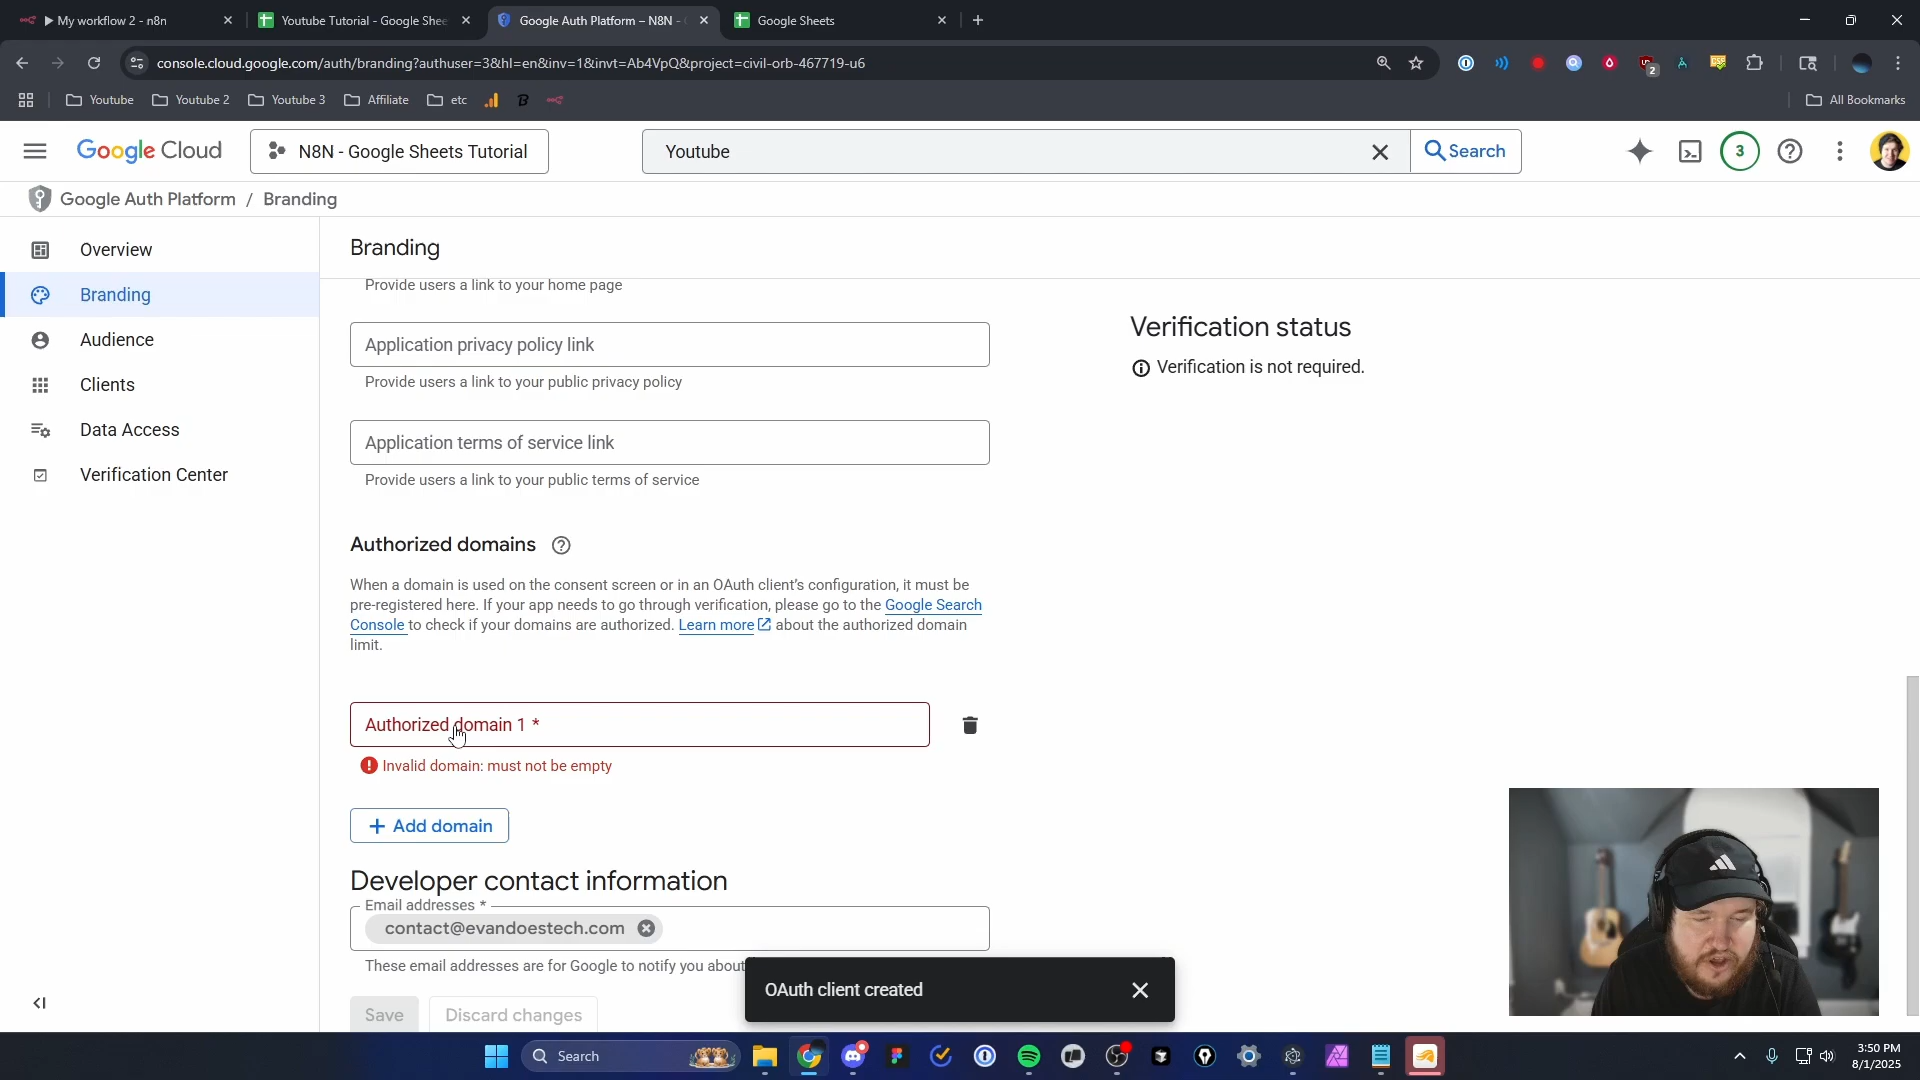 My workflow 2 - n8n
Youtube Tutorial - Google Shee
Google Auth Platform – N8N -
Google Sheets
console.cloud.google.com/auth/branding?authuser=3&hl=en&inv=1&invt=Ab4VpQ&project=civil-orb-467719-u6
2
Youtube
Youtube 2
Youtube 3
Affiliate
etc
B
All Bookmarks
Google Cloud
N8N - Google Sheets Tutorial
Youtube
Search
3
Google Auth Platform / Branding
Overview
Branding
Audience
Clients
Data Access
Verification Center
Branding
Provide users a link to your home page
Application privacy policy link
Provide users a link to your public privacy policy
Application terms of service link
Provide users a link to your public terms of service
Authorized domains
When a domain is used on the consent screen or in an OAuth client's configuration, it must be
pre-registered here. If your app needs to go through verification, please go to the Google Search
Console to check if your domains are authorized. Learn more about the authorized domain
limit.
Authorized domain 1 *
Invalid domain: must not be empty
+ Add domain
Developer contact information
Email addresses *
contact@evandoestech.com
These email addresses are for Google to notify you about
Save
Discard changes
Verification status
Verification is not required.
OAuth client created
Search
3:50 PM
8/1/2025